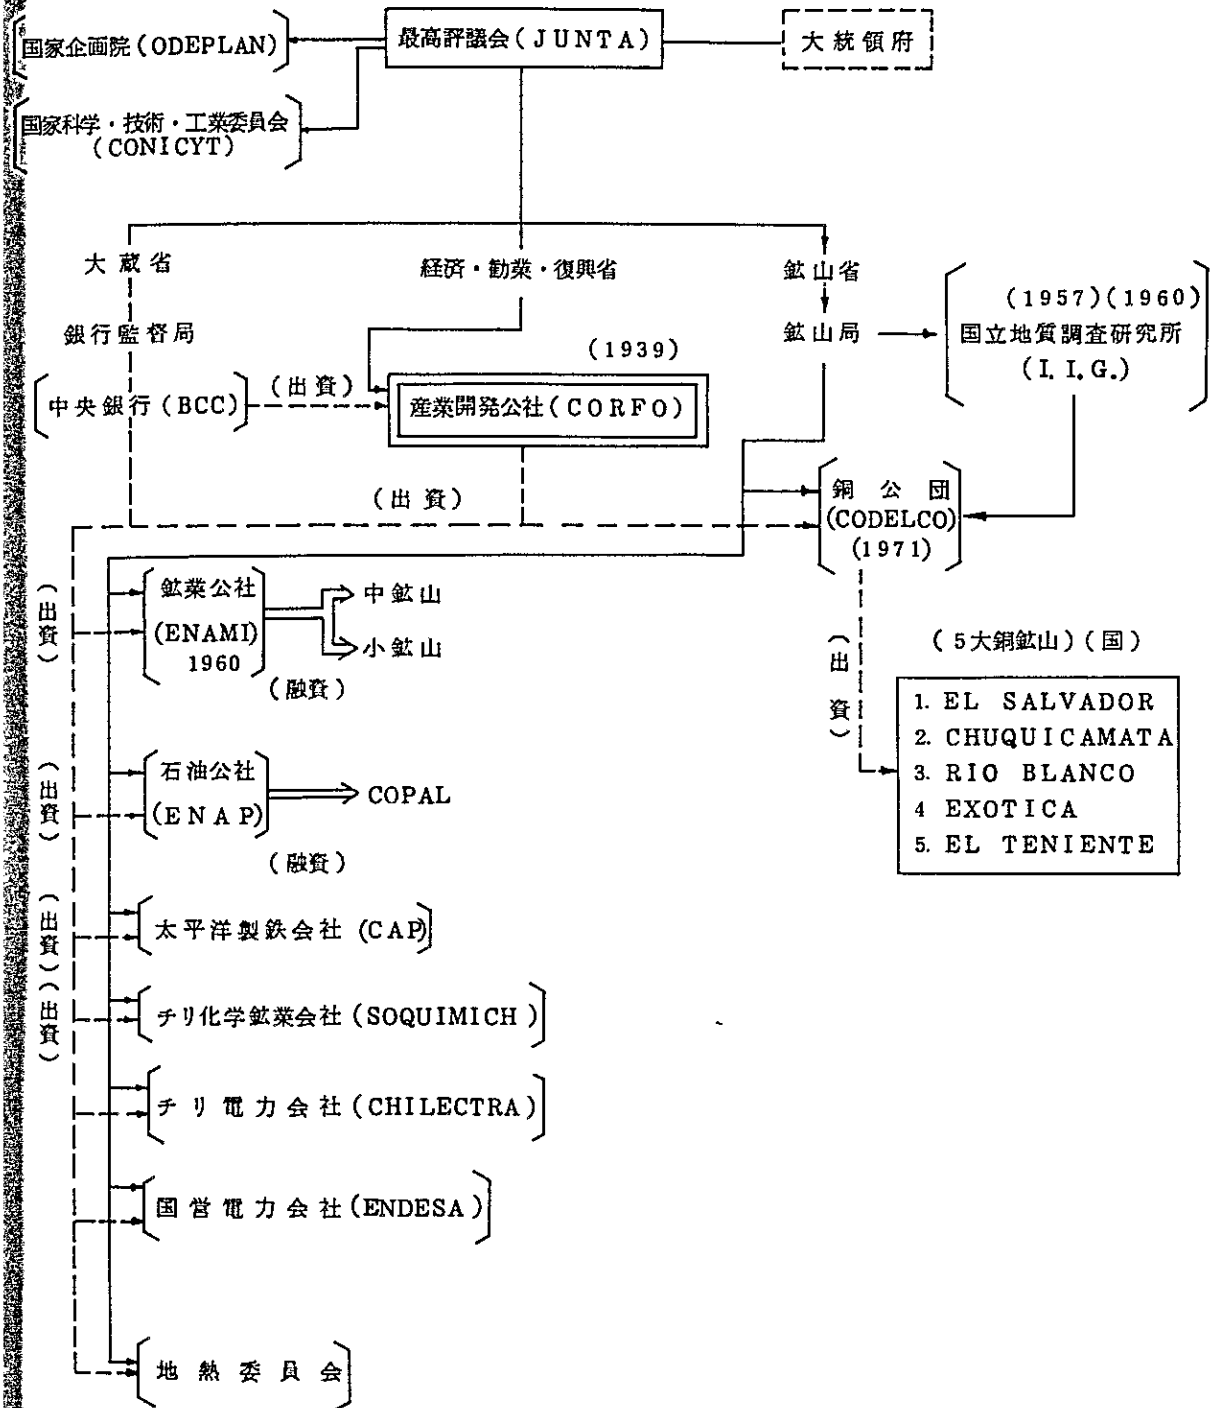 国家企画院(ODEPLAN)
最高評議会(JUNTA)
大統領府
国家科学・技術・工業委員会
(CONICYT)
大蔵省
経済・勧業・復興省
鉱山省
銀行監督局
鉱山局
(1957)(1960)
国立地質調査研究所
(I.I.G.)
(1939)
中央銀行(BCC)
(出資)
産業開発公社(CORFO)
(出資)
銅公団
(CODELCO)
(1971)
(出資)
鉱業公社
(ENAMI)
1960
中鉱山
小鉱山
(融資)
(出資)
(5大銅鉱山)(国)
1. EL SALVADOR
2. CHUQUICAMATA
3. RIO BLANCO
4 EXOTICA
5. EL TENIENTE
(出資)
石油公社
(ENAP)
COPAL
(融資)
(出資)
太平洋製鉄会社(CAP)
(出資)
チリ化学鉱業会社(SOQUIMICH)
チリ電力会社(CHILECTRA)
国営電力会社(ENDESA)
地熱委員会